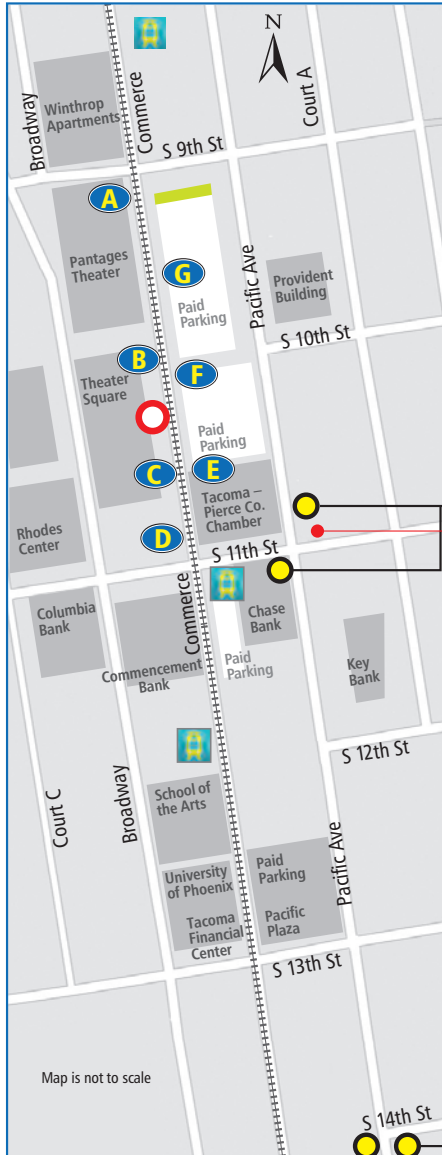 N
Winthrop
Apartments
Broadway
Commerce
Court A
S 9th St
A
Pantages
Theater
G
Paid
Parking
Pacific Ave
Provident
Building
S 10th St
B
F
Theater
Square
Paid
Parking
C
E
Tacoma –
Pierce Co.
Chamber
Rhodes
Center
D
S 11th St
Commerce
Columbia
Bank
Commencement
Bank
Chase
Bank
Paid
Parking
Key
Bank
S 12th St
Court C
Broadway
School of
the Arts
Pacific Ave
University
of Phoenix
Tacoma
Financial
Center
Paid
Parking
Pacific
Plaza
S 13th St
Map is not to scale
S 14th St